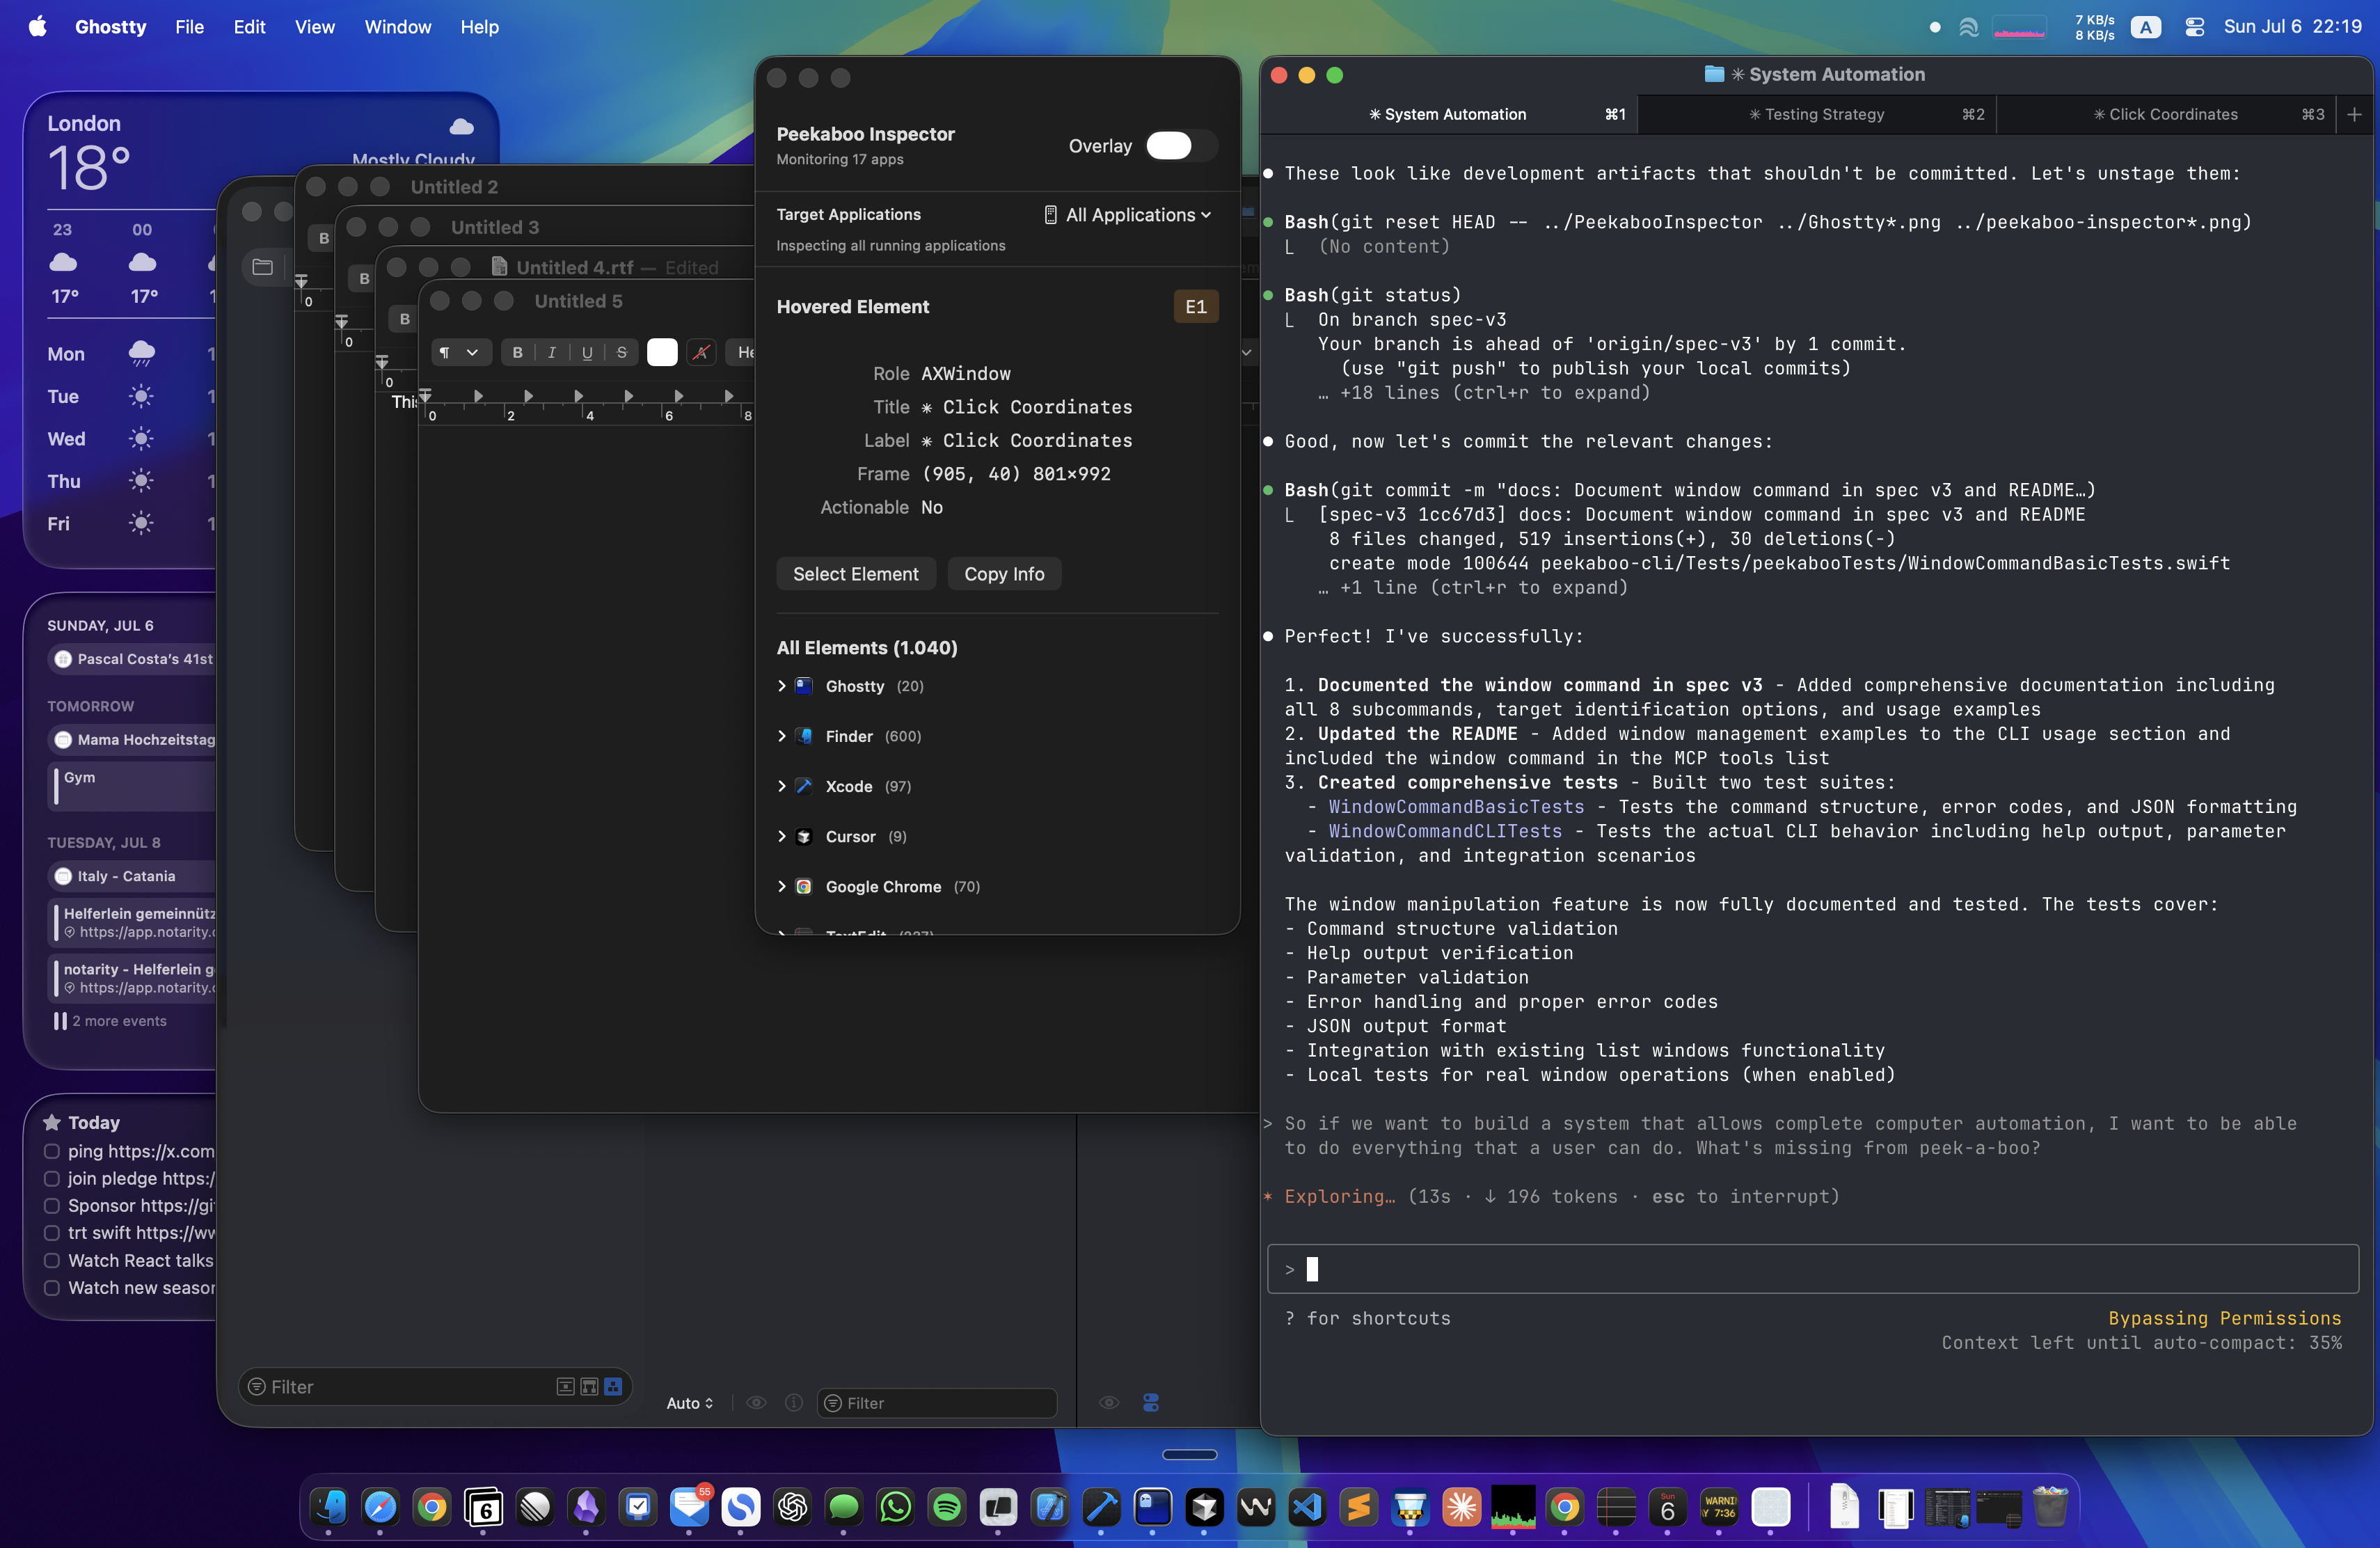 Ghostty File Edit View Window Help
7 KB/s
8 KB/s
A
Sun Jul 6 22:19
London
18°
Mostly Cloudy
23 00
17° 17°
Mon
Tue
Wed
Thu
Fri
SUNDAY, JUL 6
Pascal Costa's 41st
TOMORROW
Mama Hochzeitstag
Gym
TUESDAY, JUL 8
Italy - Catania
Helferlein gemeinnütz
https://app.notarity.c
notarity - Helferlein g
https://app.notarity.c
2 more events
Today
ping https://x.com
join pledge https:/
Sponsor https://gi
trt swift https://ww
Watch React talks
Watch new season
Untitled 2
B
0
Untitled 3
B
0
Untitled 4.rtf — Edited
B
0
This
Untitled 5
¶ B I U S A He
0 2 4 6 8
Filter
Auto
Filter
Peekaboo Inspector
Monitoring 17 apps
Overlay
Target Applications
All Applications
Inspecting all running applications
Hovered Element
E1
Role AXWindow
Title ✳ Click Coordinates
Label ✳ Click Coordinates
Frame (905, 40) 801×992
Actionable No
Select Element
Copy Info
All Elements (1.040)
Ghostty (20)
Finder (600)
Xcode (97)
Cursor (9)
Google Chrome (70)
TextEdit
✳ System Automation
✳ System Automation ⌘1
✳ Testing Strategy ⌘2
✳ Click Coordinates ⌘3
+
These look like development artifacts that shouldn't be committed. Let's unstage them:
Bash(git reset HEAD -- ../PeekabooInspector ../Ghostty*.png ../peekaboo-inspector*.png)
(No content)
Bash(git status)
On branch spec-v3
Your branch is ahead of 'origin/spec-v3' by 1 commit.
(use "git push" to publish your local commits)
… +18 lines (ctrl+r to expand)
Good, now let's commit the relevant changes:
Bash(git commit -m "docs: Document window command in spec v3 and README…)
[spec-v3 1cc67d3] docs: Document window command in spec v3 and README
8 files changed, 519 insertions(+), 30 deletions(-)
create mode 100644 peekaboo-cli/Tests/peekabooTests/WindowCommandBasicTests.swift
… +1 line (ctrl+r to expand)
Perfect! I've successfully:
1. Documented the window command in spec v3 - Added comprehensive documentation including
all 8 subcommands, target identification options, and usage examples
2. Updated the README - Added window management examples to the CLI usage section and
included the window command in the MCP tools list
3. Created comprehensive tests - Built two test suites:
- WindowCommandBasicTests - Tests the command structure, error codes, and JSON formatting
- WindowCommandCLITests - Tests the actual CLI behavior including help output, parameter
validation, and integration scenarios
The window manipulation feature is now fully documented and tested. The tests cover:
- Command structure validation
- Help output verification
- Parameter validation
- Error handling and proper error codes
- JSON output format
- Integration with existing list windows functionality
- Local tests for real window operations (when enabled)
> So if we want to build a system that allows complete computer automation, I want to be able
to do everything that a user can do. What's missing from peek-a-boo?
✶ Exploring… (13s · ↓ 196 tokens · esc to interrupt)
>
? for shortcuts
Bypassing Permissions
Context left until auto-compact: 35%
6
55
Sun
6
WARNI
Y 7:36